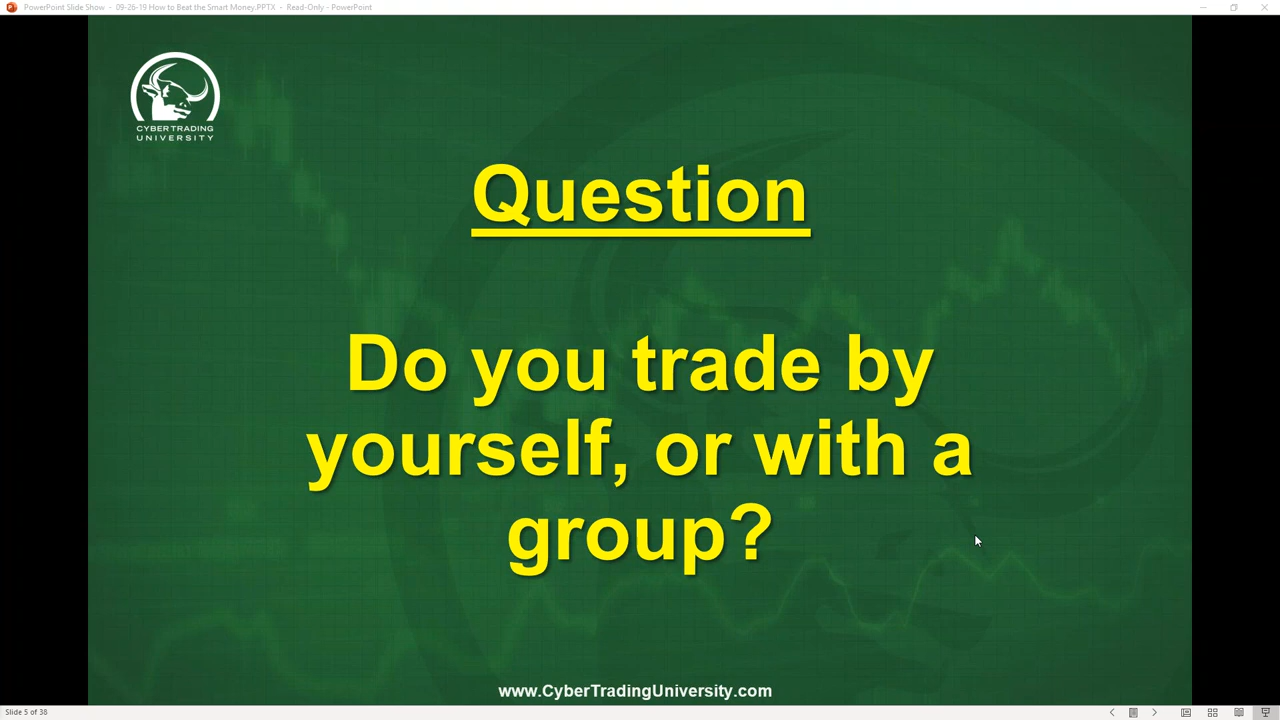 PowerPoint Slide Show - 09-26-19 How to Beat the Smart Money.PPTX - Read-Only - PowerPoint
CYBER TRADING
UNIVERSITY
Question
Do you trade by
yourself, or with a
group?
www.CyberTradingUniversity.com
Slide 5 of 38